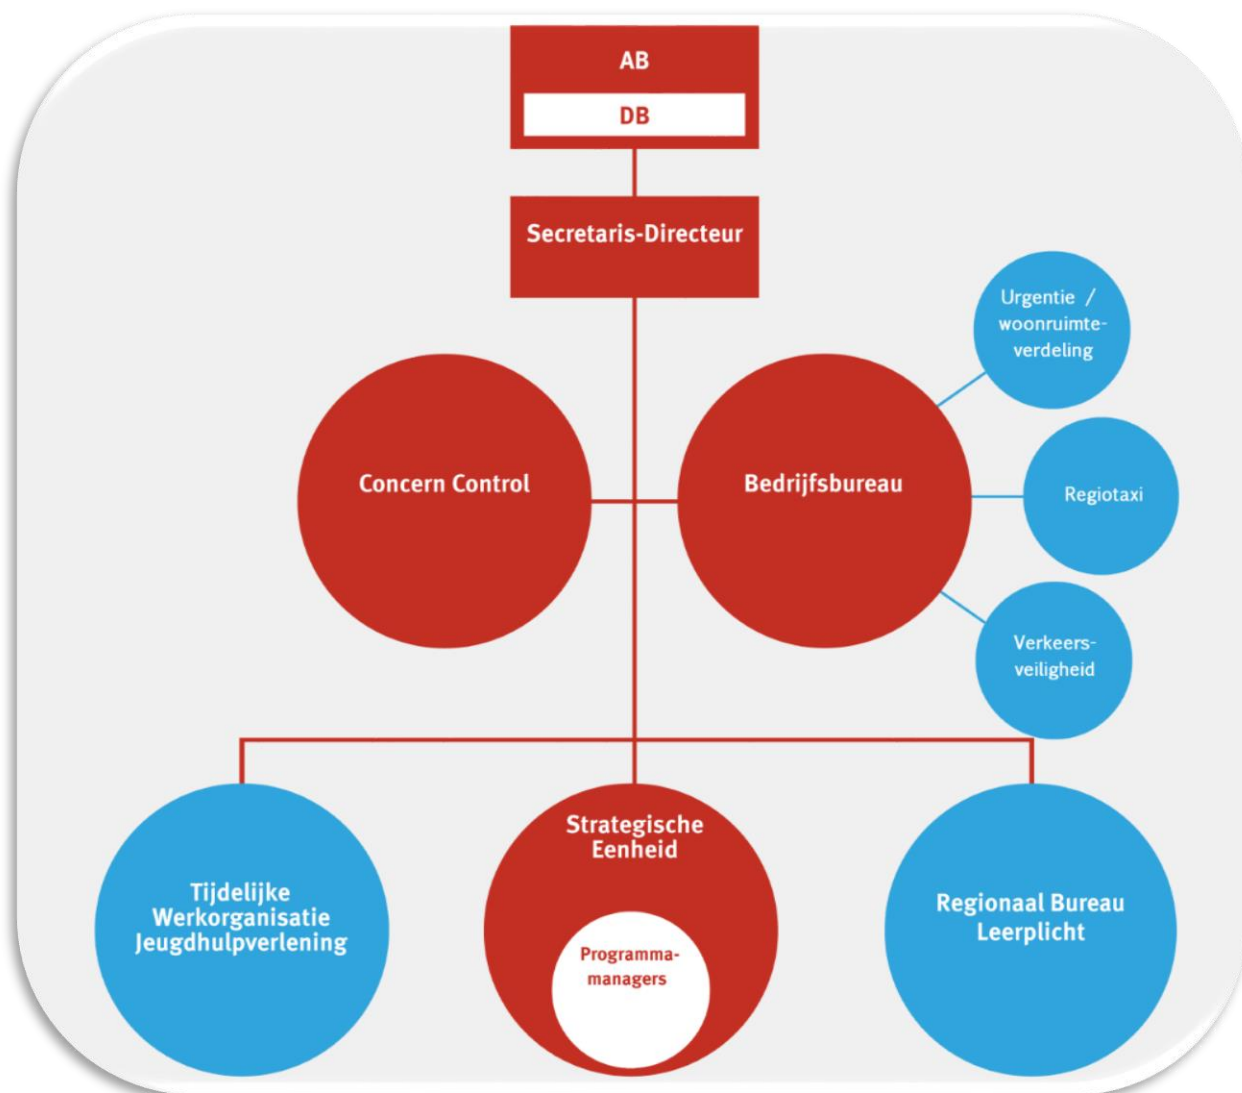 AB
DB
Secretaris-Directeur
Urgentie /
woonruimte-
verdeling
Concern Control
Bedrijfsbureau
Regiotaxi
Verkeers-
veiligheid
Tijdelijke
Werkorganisatie
Jeugdhulpverlening
Strategische
Eenheid
Programma-
managers
Regionaal Bureau
Leerplicht